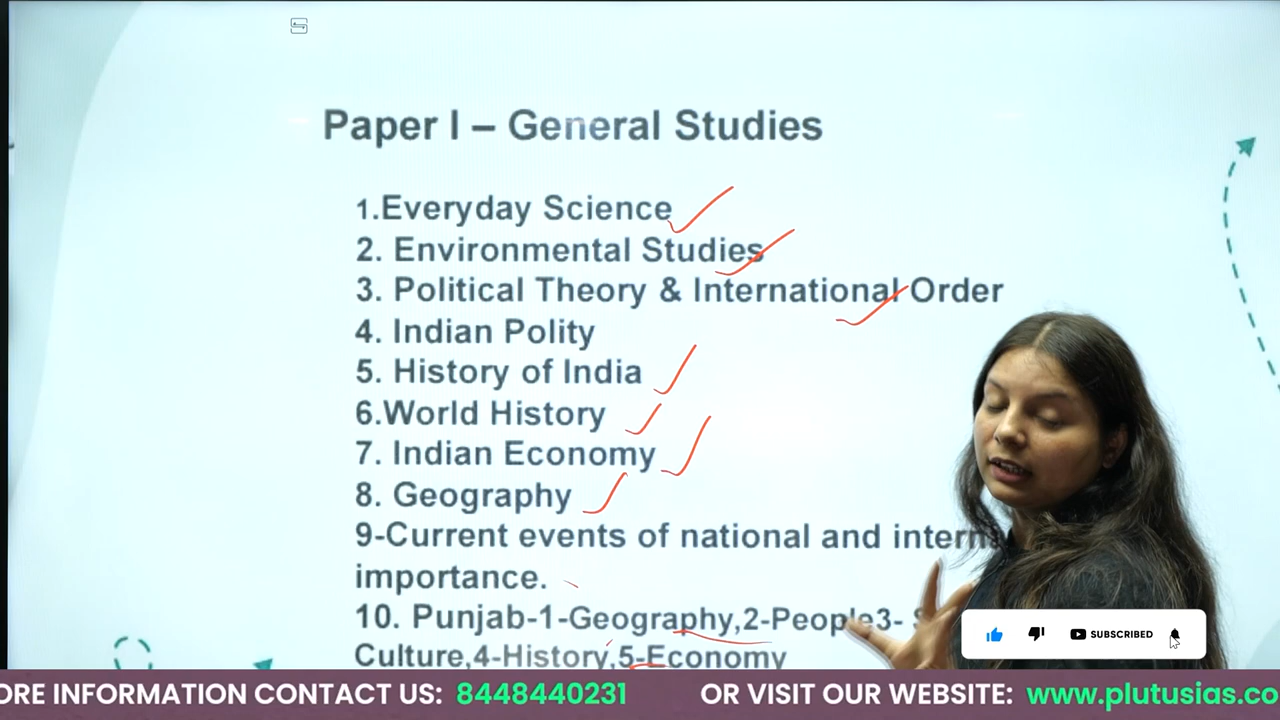 Paper I – General Studies
1.Everyday Science
2. Environmental Studies
3. Political Theory & International Order
4. Indian Polity
5. History of India
6.World History
7. Indian Economy
8. Geography
9-Current events of national and intern
importance.
10. Punjab-1-Geography,2-People3-
Culture,4-History,5-Economy
SUBSCRIBED
ORE INFORMATION CONTACT US: 8448440231 OR VISIT OUR WEBSITE: www.plutusias.co